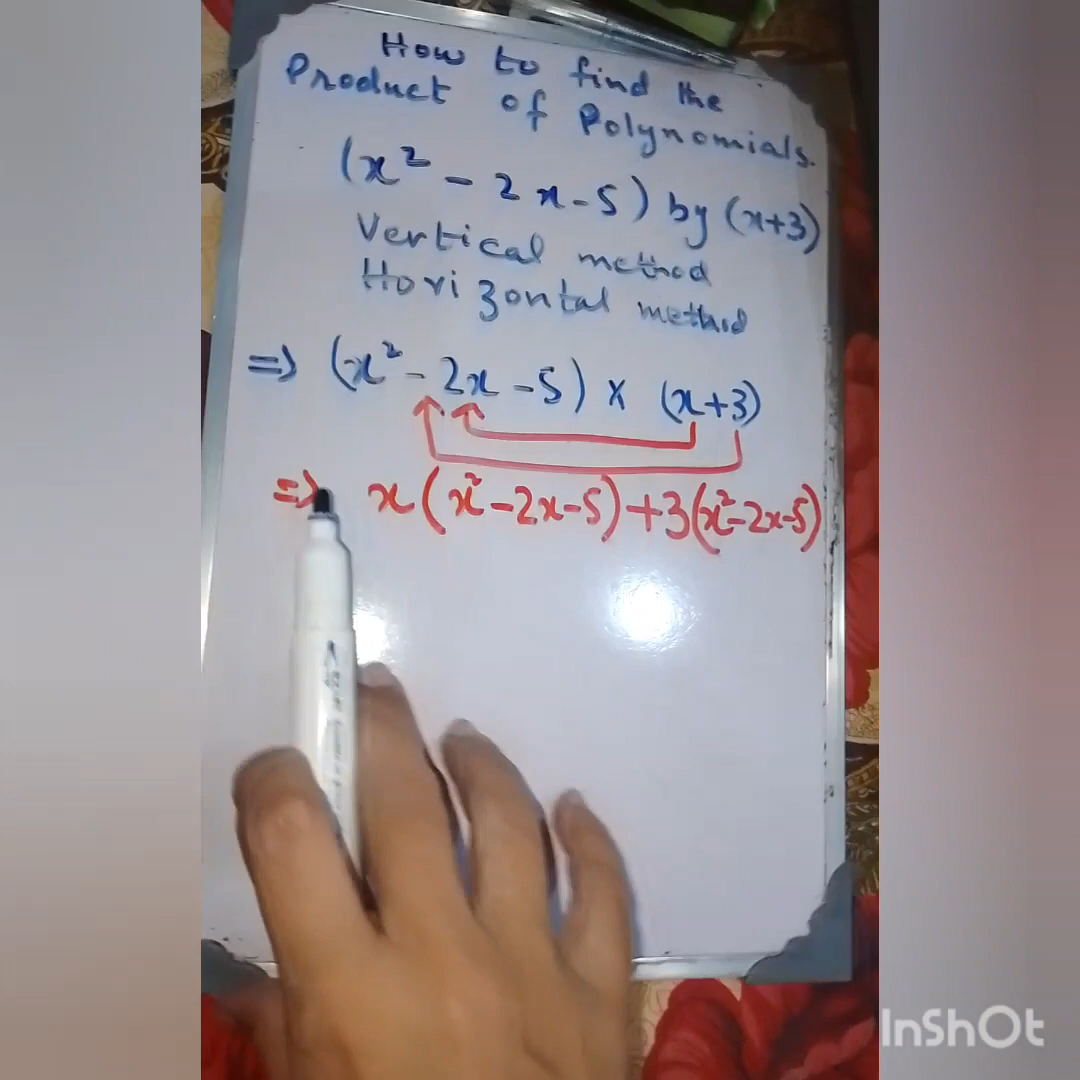 How to find the
Product of Polynomials.
(x² - 2x - 5) by (x+3)
Vertical method
Horizontal method
=> (x² - 2x - 5) × (x+3)
=> x(x² - 2x - 5) + 3(x² - 2x - 5)
InShOt